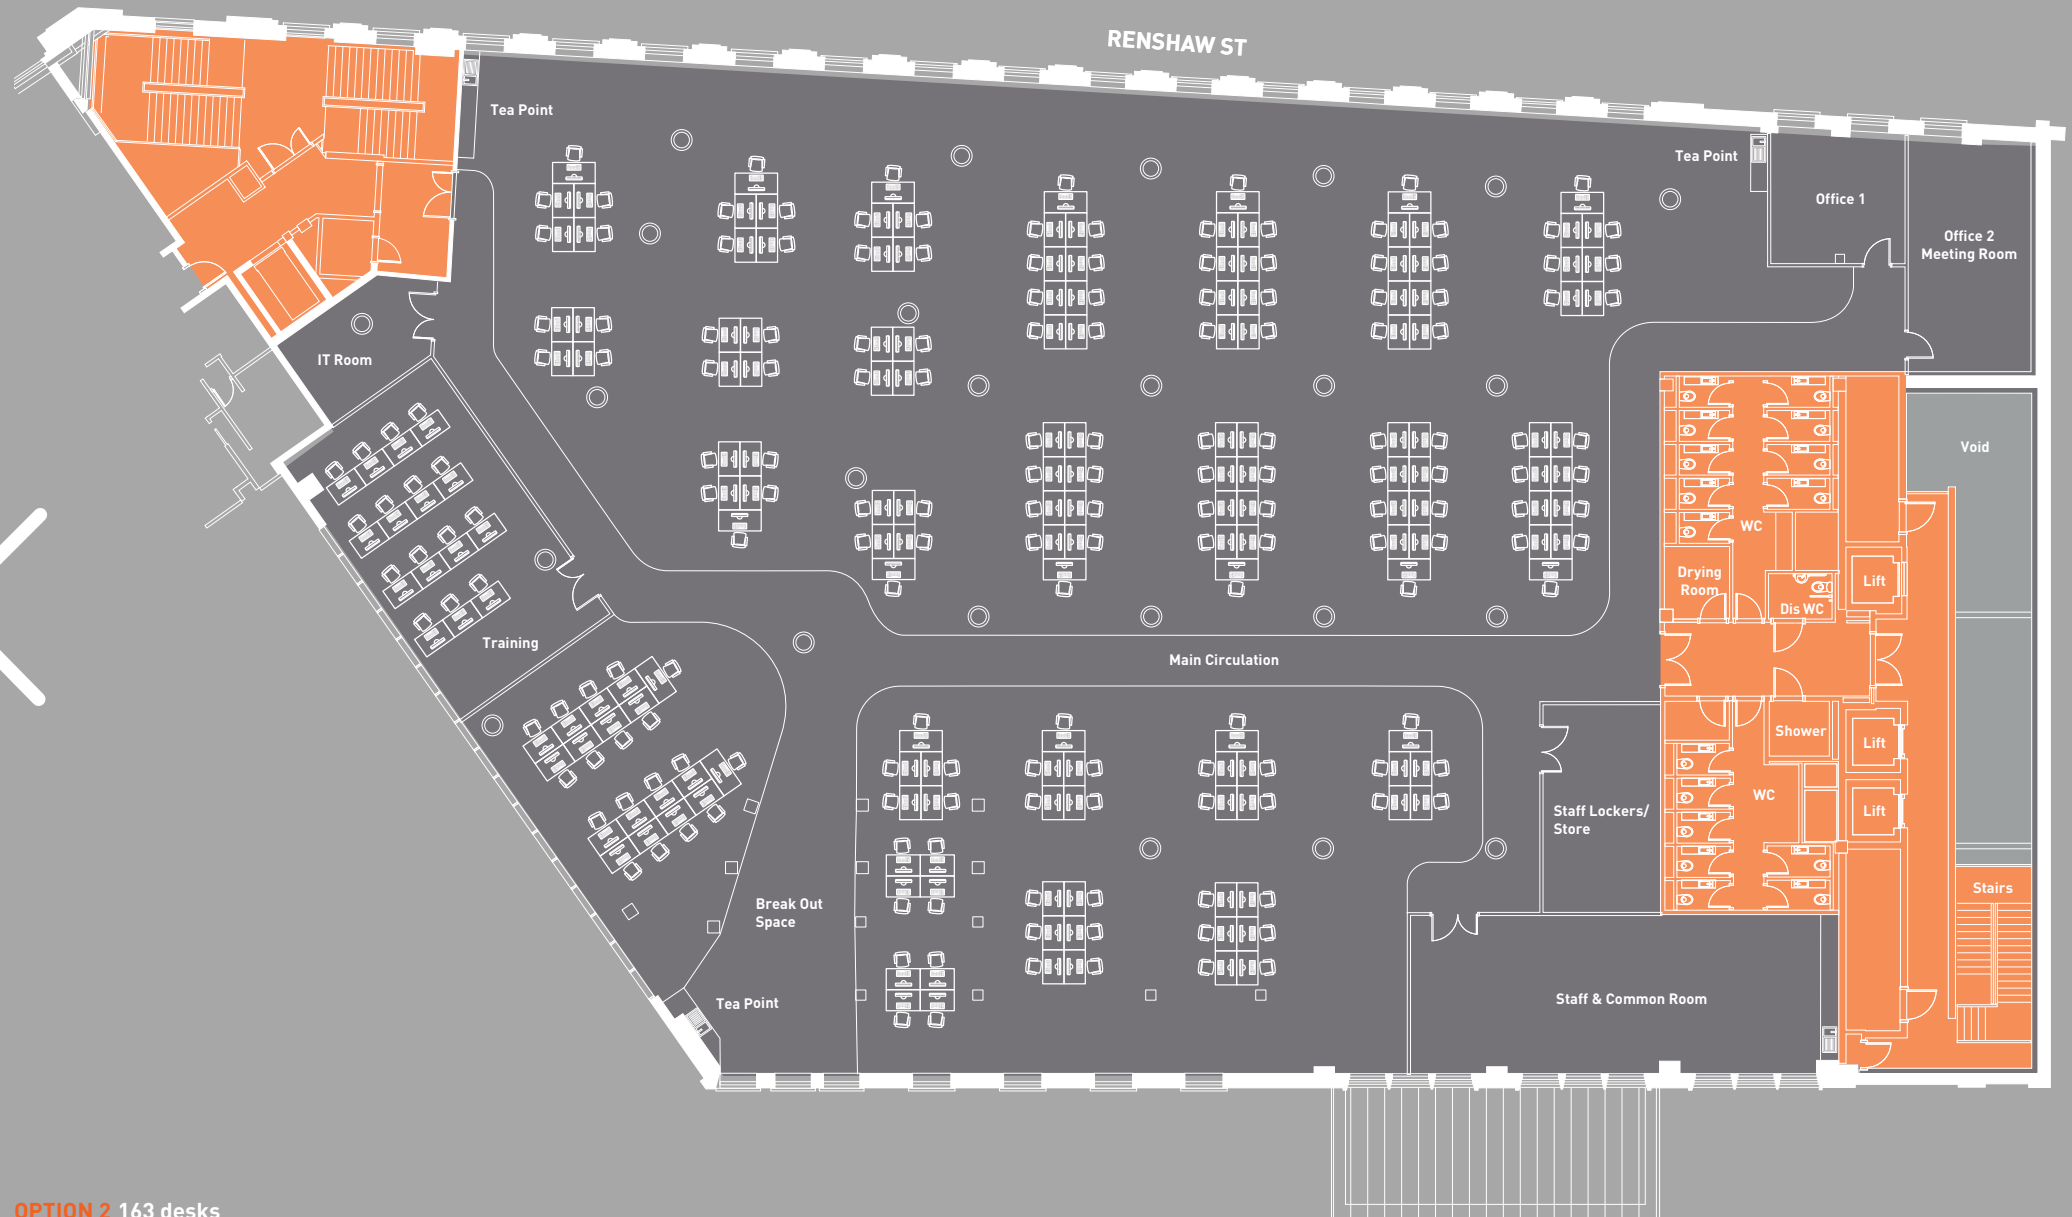 RENSHAW ST
Tea Point
Tea Point
Office 1
Office 2
Meeting Room
IT Room
Void
WC
Drying
Room
Lift
Dis WC
Training
Main Circulation
Shower
Lift
WC
Staff Lockers/
Store
Lift
Stairs
Break Out
Space
Tea Point
Staff & Common Room
OPTION 2 163 desks